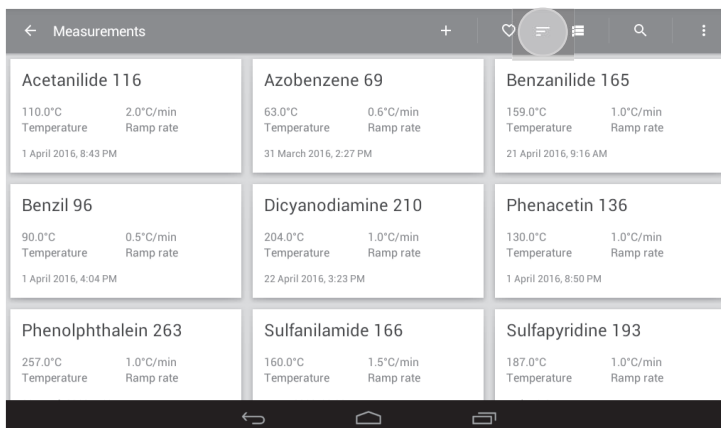 Measurements
Acetanilide 116
110.0°C 2.0°C/min
Temperature Ramp rate
1 April 2016, 8:43 PM
Azobenzene 69
63.0°C 0.6°C/min
Temperature Ramp rate
31 March 2016, 2:27 PM
Benzanilide 165
159.0°C 1.0°C/min
Temperature Ramp rate
21 April 2016, 9:16 AM
Benzil 96
90.0°C 0.5°C/min
Temperature Ramp rate
1 April 2016, 4:04 PM
Dicyanodiamine 210
204.0°C 1.0°C/min
Temperature Ramp rate
22 April 2016, 3:23 PM
Phenacetin 136
130.0°C 1.0°C/min
Temperature Ramp rate
1 April 2016, 8:50 PM
Phenolphthalein 263
257.0°C 1.0°C/min
Temperature Ramp rate
Sulfanilamide 166
160.0°C 1.5°C/min
Temperature Ramp rate
Sulfapyridine 193
187.0°C 1.0°C/min
Temperature Ramp rate